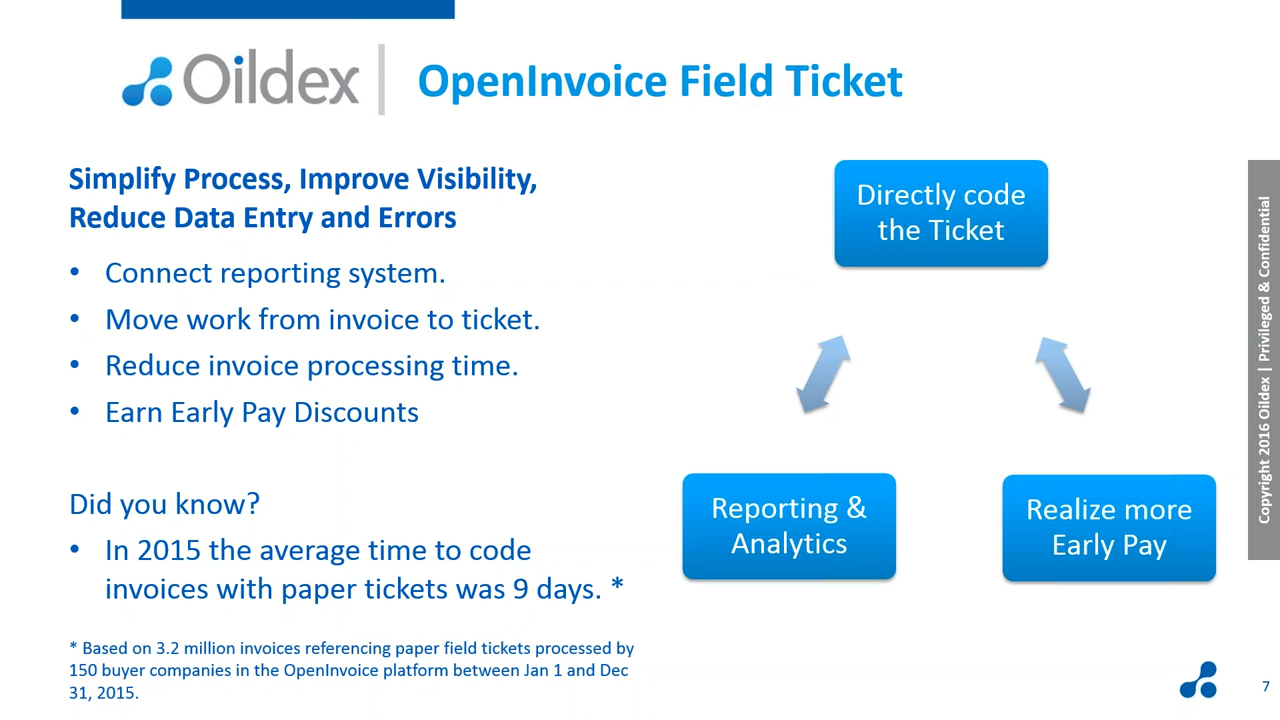 Oildex
OpenInvoice Field Ticket
Simplify Process, Improve Visibility,
Reduce Data Entry and Errors
• Connect reporting system.
• Move work from invoice to ticket.
• Reduce invoice processing time.
• Earn Early Pay Discounts
Did you know?
• In 2015 the average time to code
invoices with paper tickets was 9 days. *
* Based on 3.2 million invoices referencing paper field tickets processed by
150 buyer companies in the OpenInvoice platform between Jan 1 and Dec
31, 2015.
Directly code
the Ticket
Reporting &
Analytics
Realize more
Early Pay
Copyright 2016 Oildex | Privileged & Confidential
7